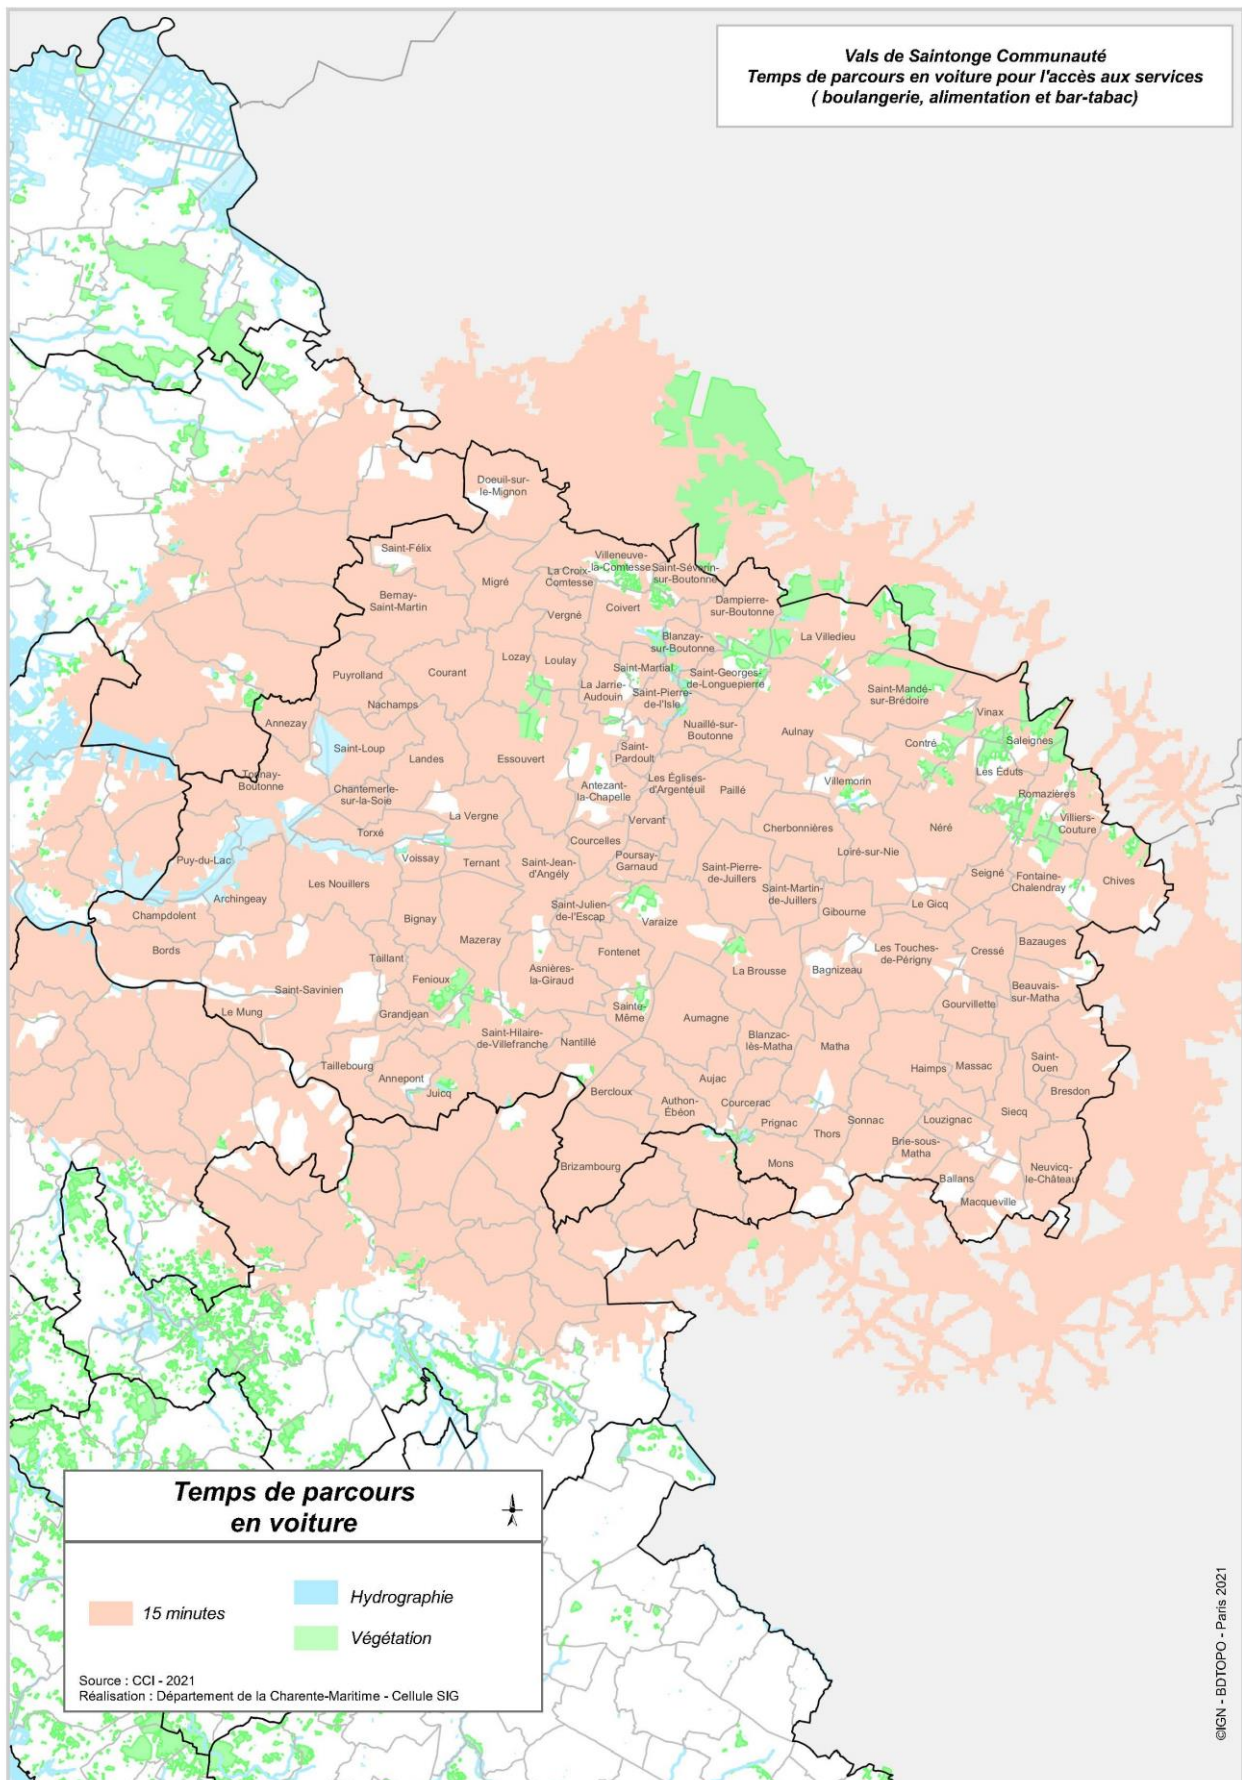 Vals de Saintonge Communauté
Temps de parcours en voiture pour l'accès aux services
( boulangerie, alimentation et bar-tabac)
Doeuil-sur-
le-Mignon
Saint-Félix
Villeneuve-
la-Comtesse
La Croix-
Comtesse
Saint-Séverin-
sur-Boutonne
Migré
Bernay-
Saint-Martin
Vergné
Coivert
Dampierre-
sur-Boutonne
Blanzay-
sur-Boutonne
La Villedieu
Lozay
Loulay
Saint-Martial
Puyrolland
Courant
La Jarrie-
Audouin
Saint-Georges-
de-Longuepierre
Saint-Pierre-
de-l'Isle
Saint-Mandé-
sur-Brédoire
Nachamps
Vinax
Annezay
Nuaillé-sur-
Boutonne
Aulnay
Saint-Loup
Saint-
Pardoult
Contré
Saleignes
Landes
Essouvert
Les Éduts
Tonnay-
Boutonne
Chantemerle-
sur-la-Soie
Antezant-
la-Chapelle
Les Églises-
d'Argenteuil
Paillé
Villemorin
Romazières
La Vergne
Vervant
Villiers-
Couture
Torxé
Cherbonnières
Néré
Courcelles
Puy-du-Lac
Voissay
Ternant
Saint-Jean-
d'Angély
Poursay-
Garnaud
Loiré-sur-Nie
Saint-Pierre-
de-Juillers
Seigné
Fontaine-
Chalendray
Chives
Les Nouillers
Archingeay
Saint-Martin-
de-Juillers
Le Gicq
Saint-Julien-
de-l'Escap
Gibourne
Champdolent
Bignay
Varaize
Mazeray
Bords
Taillant
Fontenet
Les Touches-
de-Périgny
Cressé
Bazauges
Fenioux
Asnières-
la-Giraud
La Brousse
Bagnizeau
Saint-Savinien
Beauvais-
sur-Matha
Le Mung
Grandjean
Sainte-
Même
Gourvillette
Aumagne
Saint-Hilaire-
de-Villefranche
Nantillé
Blanzac-
lès-Matha
Matha
Taillebourg
Saint-
Ouen
Haimps
Massac
Annepont
Juicq
Bercloux
Aujac
Bresdon
Authon-
Ébéon
Courcerac
Siecq
Prignac
Sonnac
Louzignac
Thors
Brie-sous-
Matha
Brizambourg
Mons
Neuvicq-
le-Château
Ballans
Macqueville
Temps de parcours
en voiture
15 minutes
Hydrographie
Végétation
Source : CCI - 2021
Réalisation : Département de la Charente-Maritime - Cellule SIG
©IGN - BDTOPO - Paris 2021